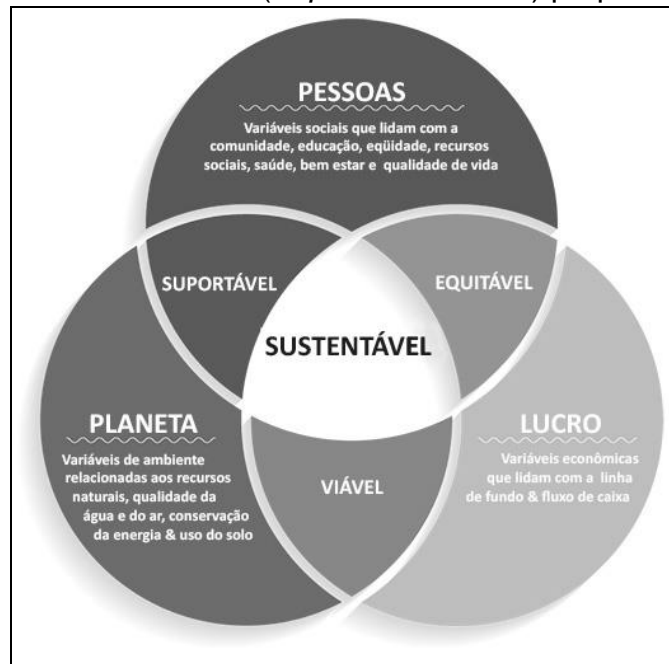 PESSOAS
Variáveis sociais que lidam com a
comunidade, educação, eqüidade, recursos
sociais, saúde, bem estar e qualidade de vida
SUPORTÁVEL
EQUITÁVEL
SUSTENTÁVEL
PLANETA
Variáveis de ambiente
relacionadas aos recursos
naturais, qualidade da
água e do ar, conservação
da energia & uso do solo
VIÁVEL
LUCRO
Variáveis econômicas
que lidam com a linha
de fundo & fluxo de caixa